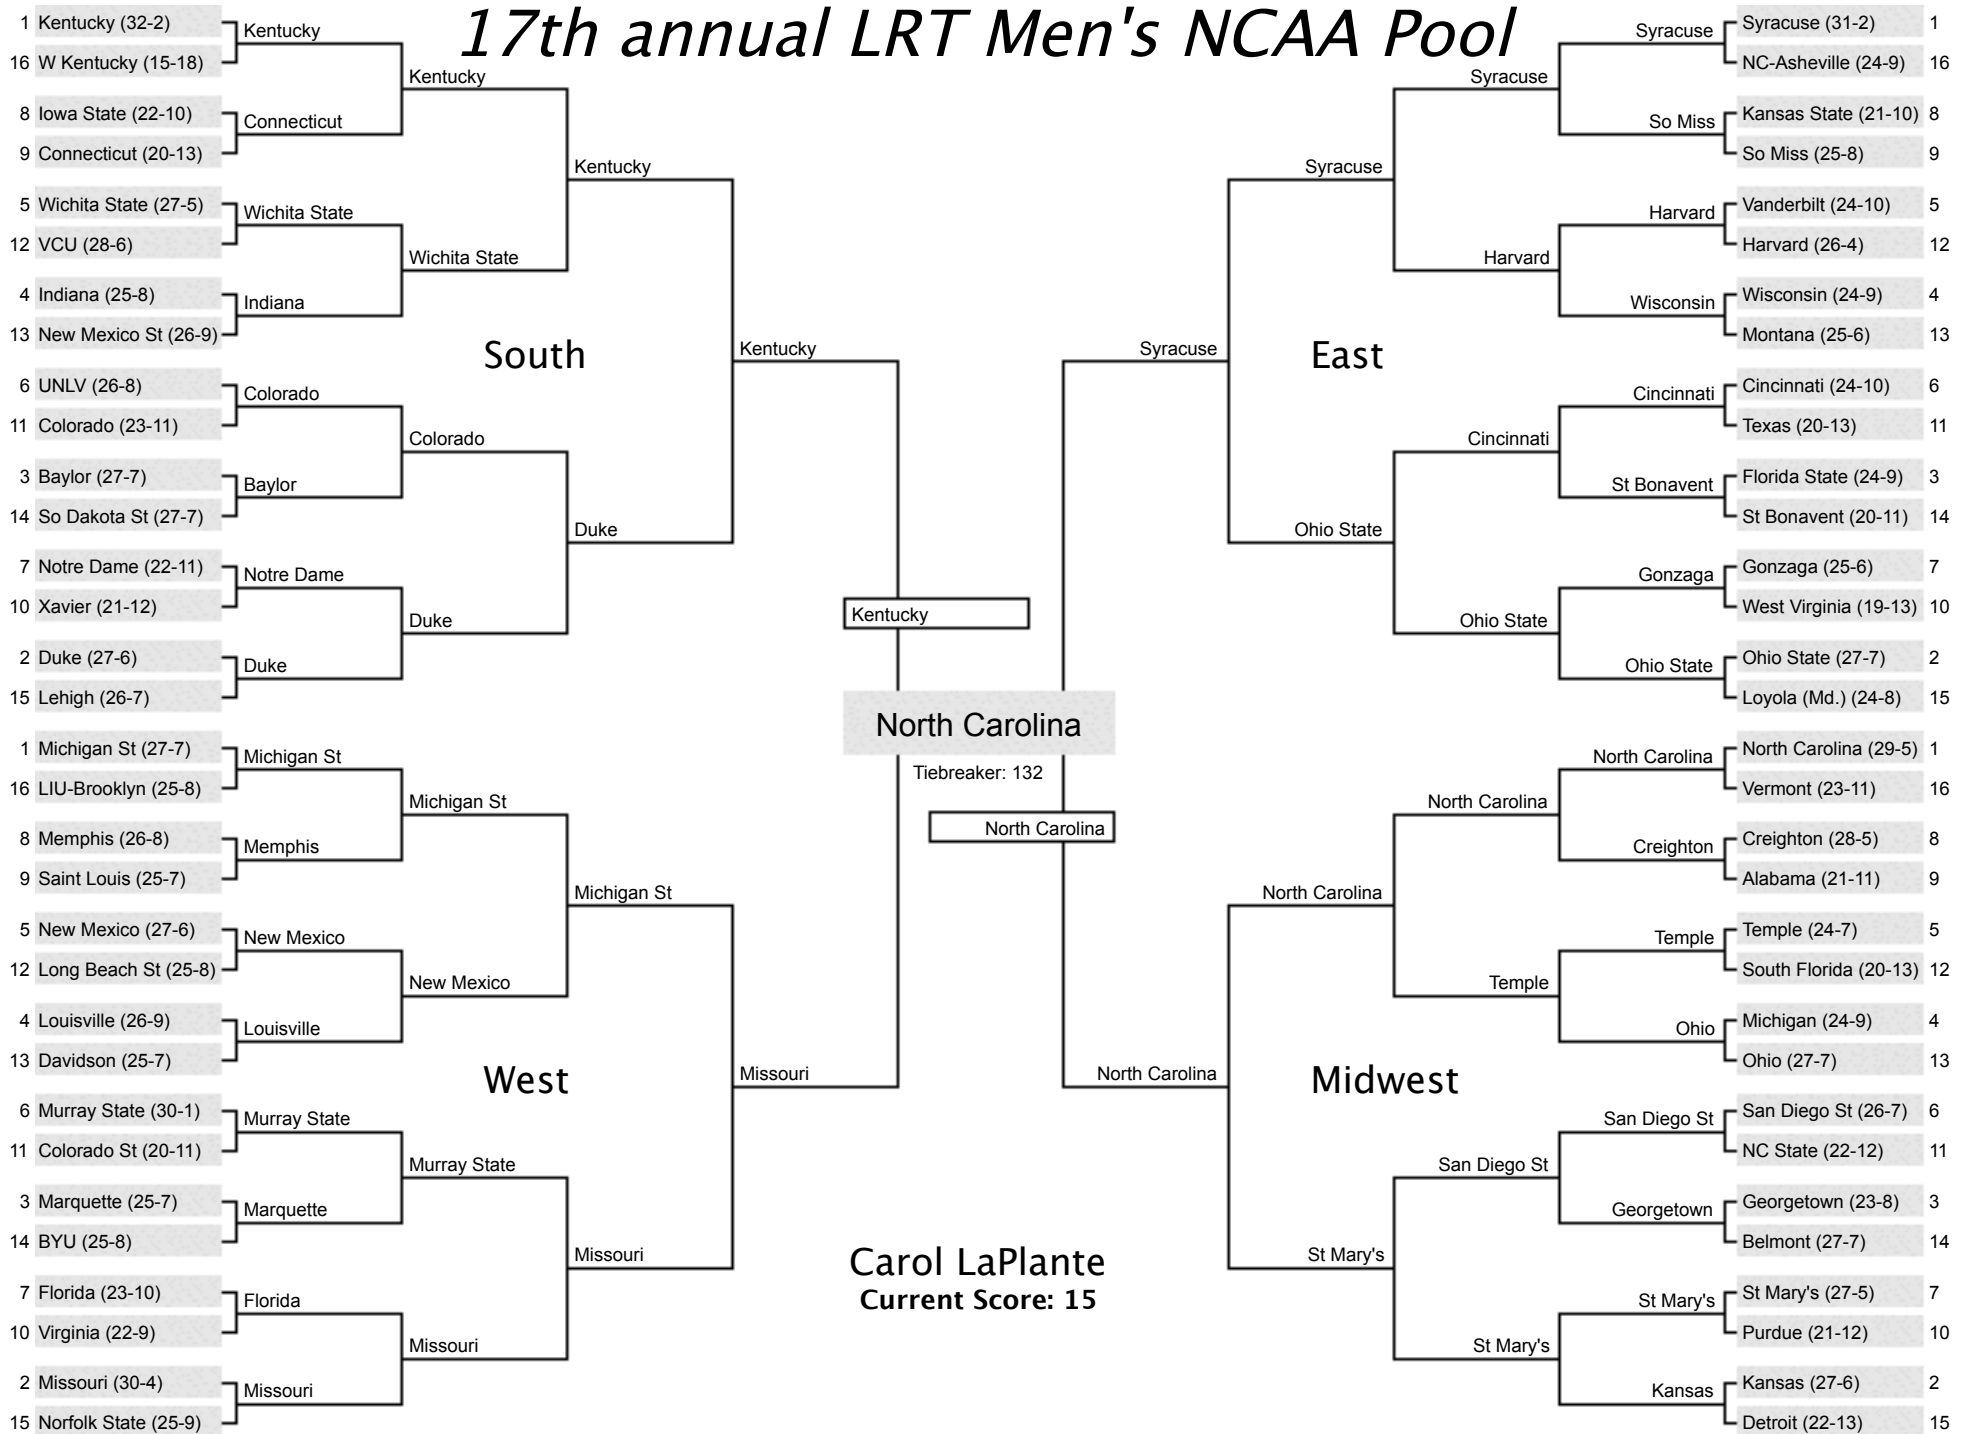 17th annual LRT Men's NCAA Pool
1 Kentucky (32-2)
16 W Kentucky (15-18)
8 Iowa State (22-10)
9 Connecticut (20-13)
5 Wichita State (27-5)
12 VCU (28-6)
4 Indiana (25-8)
13 New Mexico St (26-9)
6 UNLV (26-8)
11 Colorado (23-11)
3 Baylor (27-7)
14 So Dakota St (27-7)
7 Notre Dame (22-11)
10 Xavier (21-12)
2 Duke (27-6)
15 Lehigh (26-7)
1 Michigan St (27-7)
16 LIU-Brooklyn (25-8)
8 Memphis (26-8)
9 Saint Louis (25-7)
5 New Mexico (27-6)
12 Long Beach St (25-8)
4 Louisville (26-9)
13 Davidson (25-7)
6 Murray State (30-1)
11 Colorado St (20-11)
3 Marquette (25-7)
14 BYU (25-8)
7 Florida (23-10)
10 Virginia (22-9)
2 Missouri (30-4)
15 Norfolk State (25-9)
Kentucky
Connecticut
Wichita State
Indiana
Colorado
Baylor
Notre Dame
Duke
Michigan St
Memphis
New Mexico
Louisville
Murray State
Marquette
Florida
Missouri
Kentucky
Wichita State
Colorado
Duke
Michigan St
New Mexico
Murray State
Missouri
Kentucky
Duke
Michigan St
Missouri
South
West
Kentucky
Missouri
Kentucky
North Carolina
Tiebreaker: 132
North Carolina
Carol LaPlante
Current Score: 15
Syracuse
North Carolina
East
Midwest
Syracuse
Ohio State
North Carolina
St Mary's
Syracuse
Harvard
Cincinnati
Ohio State
North Carolina
Temple
San Diego St
St Mary's
Syracuse
So Miss
Harvard
Wisconsin
Cincinnati
St Bonavent
Gonzaga
Ohio State
North Carolina
Creighton
Temple
Ohio
San Diego St
Georgetown
St Mary's
Kansas
Syracuse (31-2) 1
NC-Asheville (24-9) 16
Kansas State (21-10) 8
So Miss (25-8) 9
Vanderbilt (24-10) 5
Harvard (26-4) 12
Wisconsin (24-9) 4
Montana (25-6) 13
Cincinnati (24-10) 6
Texas (20-13) 11
Florida State (24-9) 3
St Bonavent (20-11) 14
Gonzaga (25-6) 7
West Virginia (19-13) 10
Ohio State (27-7) 2
Loyola (Md.) (24-8) 15
North Carolina (29-5) 1
Vermont (23-11) 16
Creighton (28-5) 8
Alabama (21-11) 9
Temple (24-7) 5
South Florida (20-13) 12
Michigan (24-9) 4
Ohio (27-7) 13
San Diego St (26-7) 6
NC State (22-12) 11
Georgetown (23-8) 3
Belmont (27-7) 14
St Mary's (27-5) 7
Purdue (21-12) 10
Kansas (27-6) 2
Detroit (22-13) 15